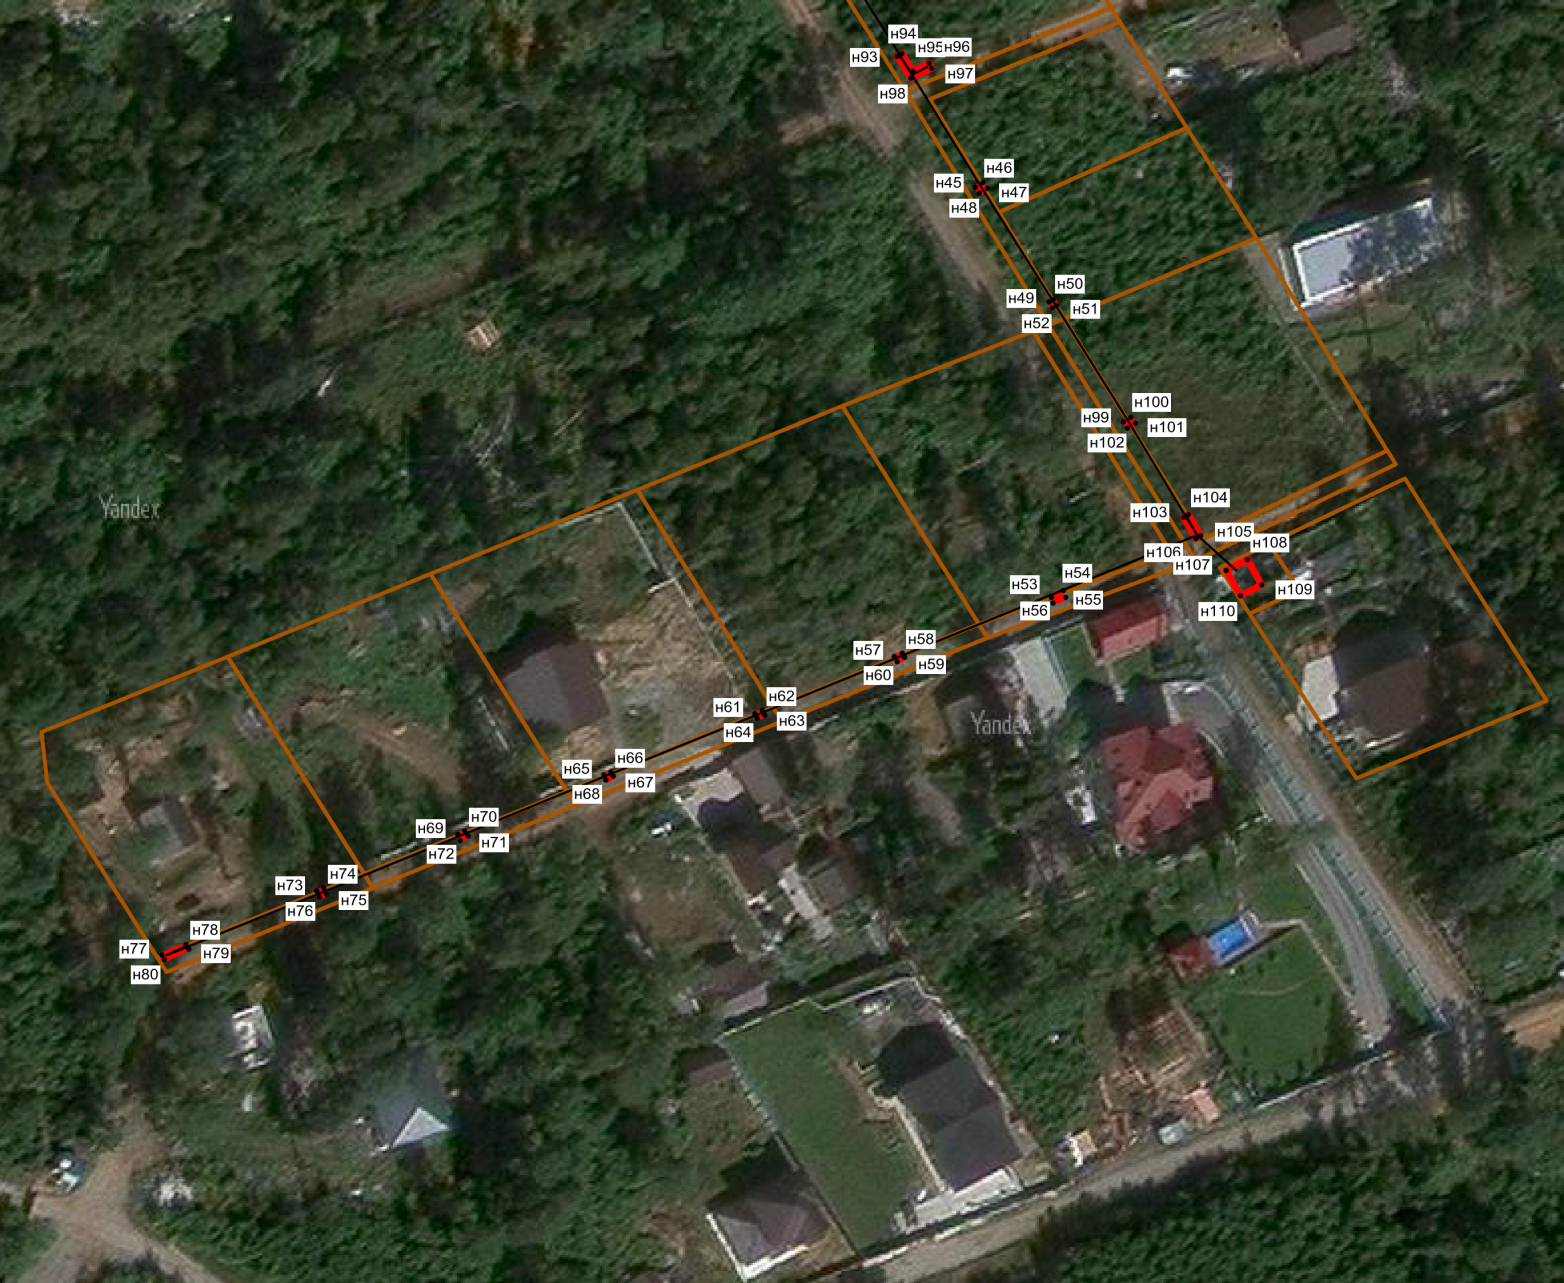 н94
н95
н96
н93
н97
н98
н46
н45
н47
н48
н50
н49
н51
н52
н100
н99
н101
н102
н104
н103
н105
н108
н106
н107
н109
н110
н54
н53
н55
н56
н58
н57
н59
н60
н62
н61
н63
н64
н66
н65
н67
н68
н70
н69
н71
н72
н74
н73
н75
н76
н78
н77
н79
н80
Yandex
Yandex